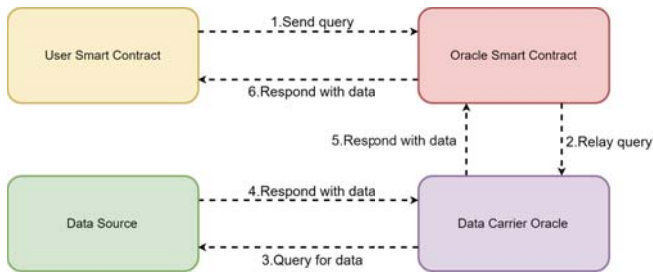 1.Send query
User Smart Contract
Oracle Smart Contract
6.Respond with data
5.Respond with data
2.Relay query
4.Respond with data
Data Source
Data Carrier Oracle
3.Query for data